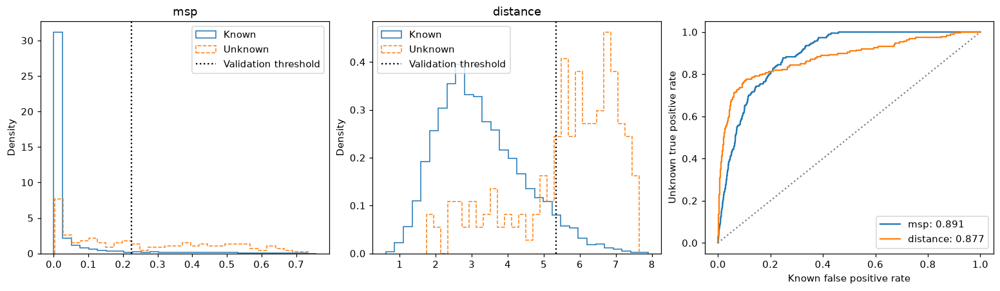 msp
Known
Unknown
Validation threshold
Density
0
5
10
15
20
25
30
0.0 0.1 0.2 0.3 0.4 0.5 0.6 0.7
distance
Known
Unknown
Validation threshold
Density
0.0
0.1
0.2
0.3
0.4
1 2 3 4 5 6 7 8
Unknown true positive rate
1.0
0.8
0.6
0.4
0.2
0.0
msp: 0.891
distance: 0.877
0.0 0.2 0.4 0.6 0.8 1.0
Known false positive rate